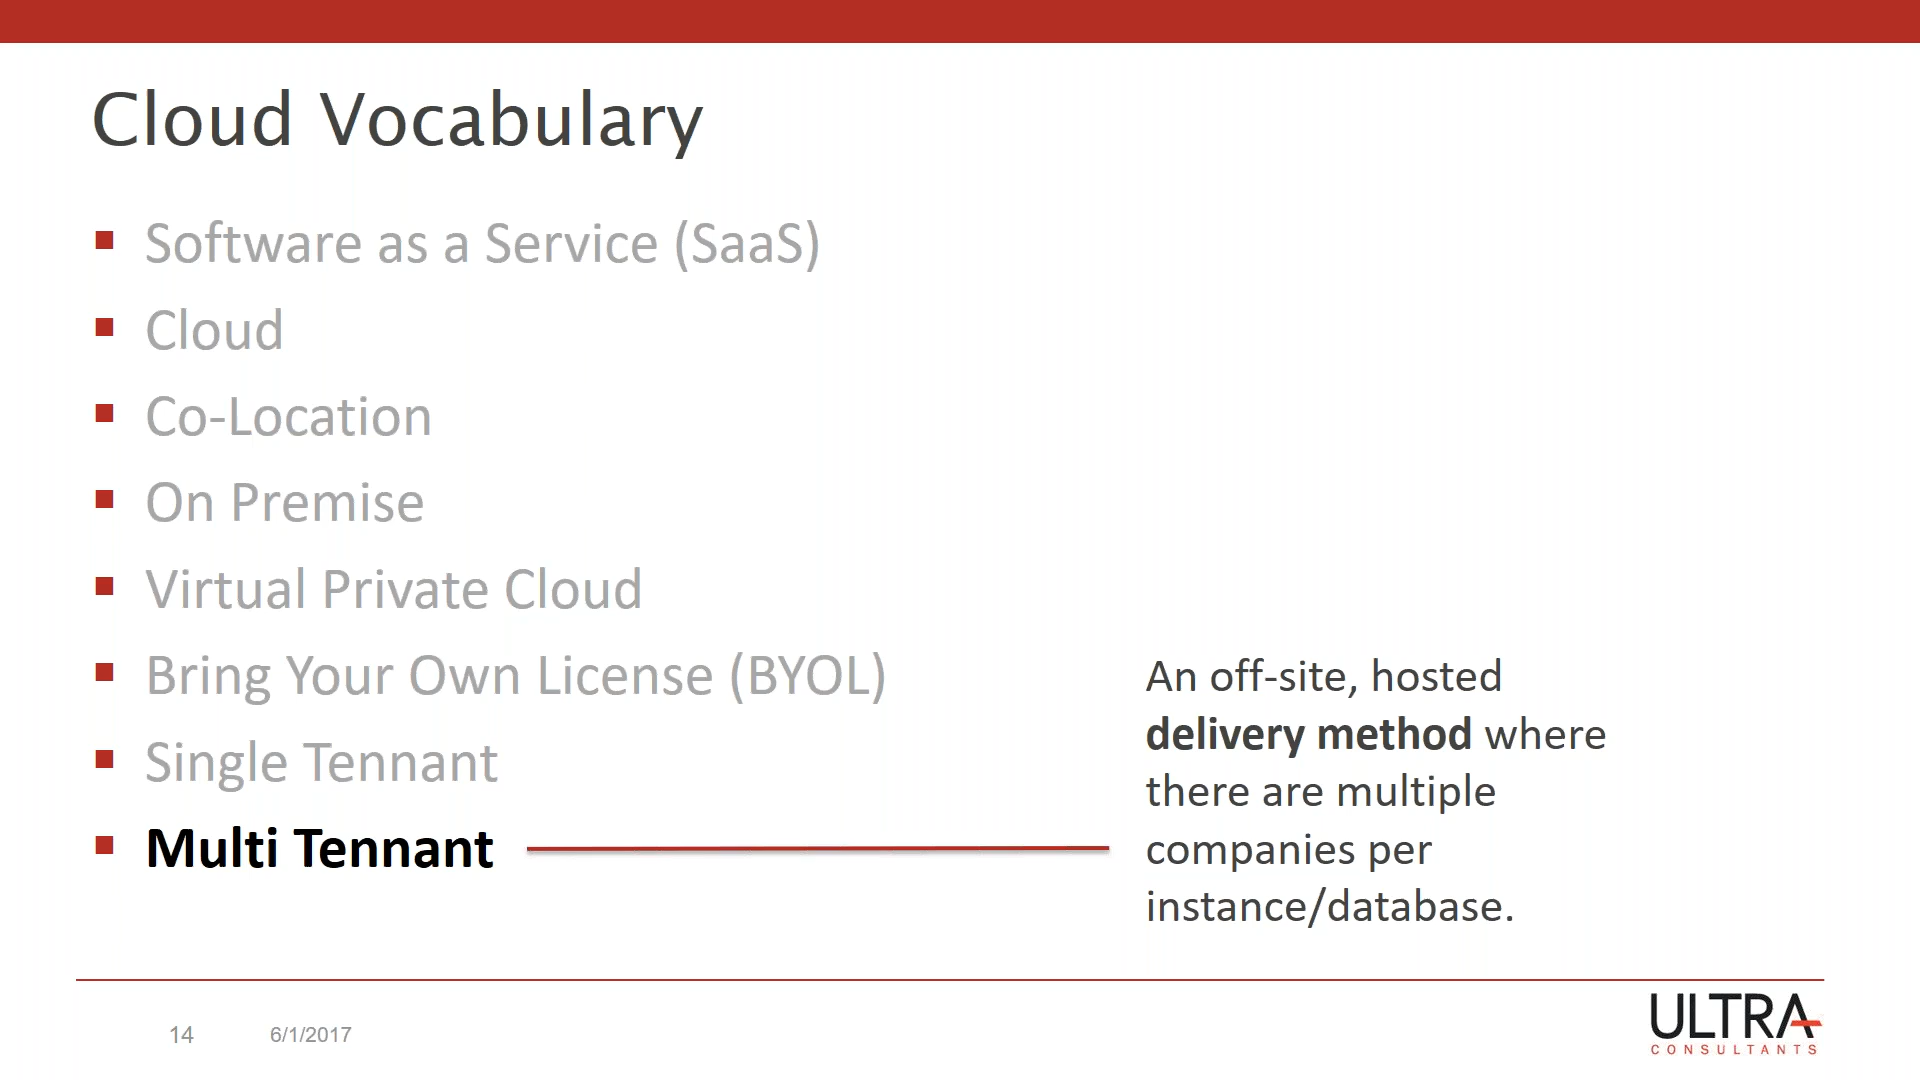 Cloud Vocabulary
Software as a Service (SaaS)
Cloud
Co-Location
On Premise
Virtual Private Cloud
Bring Your Own License (BYOL)
Single Tennant
Multi Tennant
An off-site, hosted
delivery method where
there are multiple
companies per
instance/database.
14 6/1/2017
ULTRA
CONSULTANTS